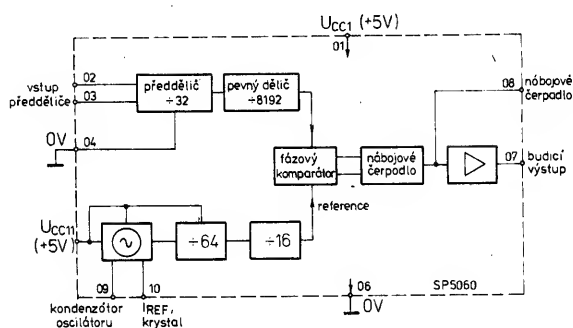 UCC1 (+5V)
01
02
03
vstup
předděliče
předdělič
÷32
pevný dělič
÷8192
08
nábojové
čerpadlo
04
0V
fázový
komparátor
nábojové
čerpadlo
07
budicí
výstup
reference
UCC11
(+5V)
÷64
÷16
09
10
06
0V
SP5060
kondenzátor
oscilátoru
IREF,
krystal